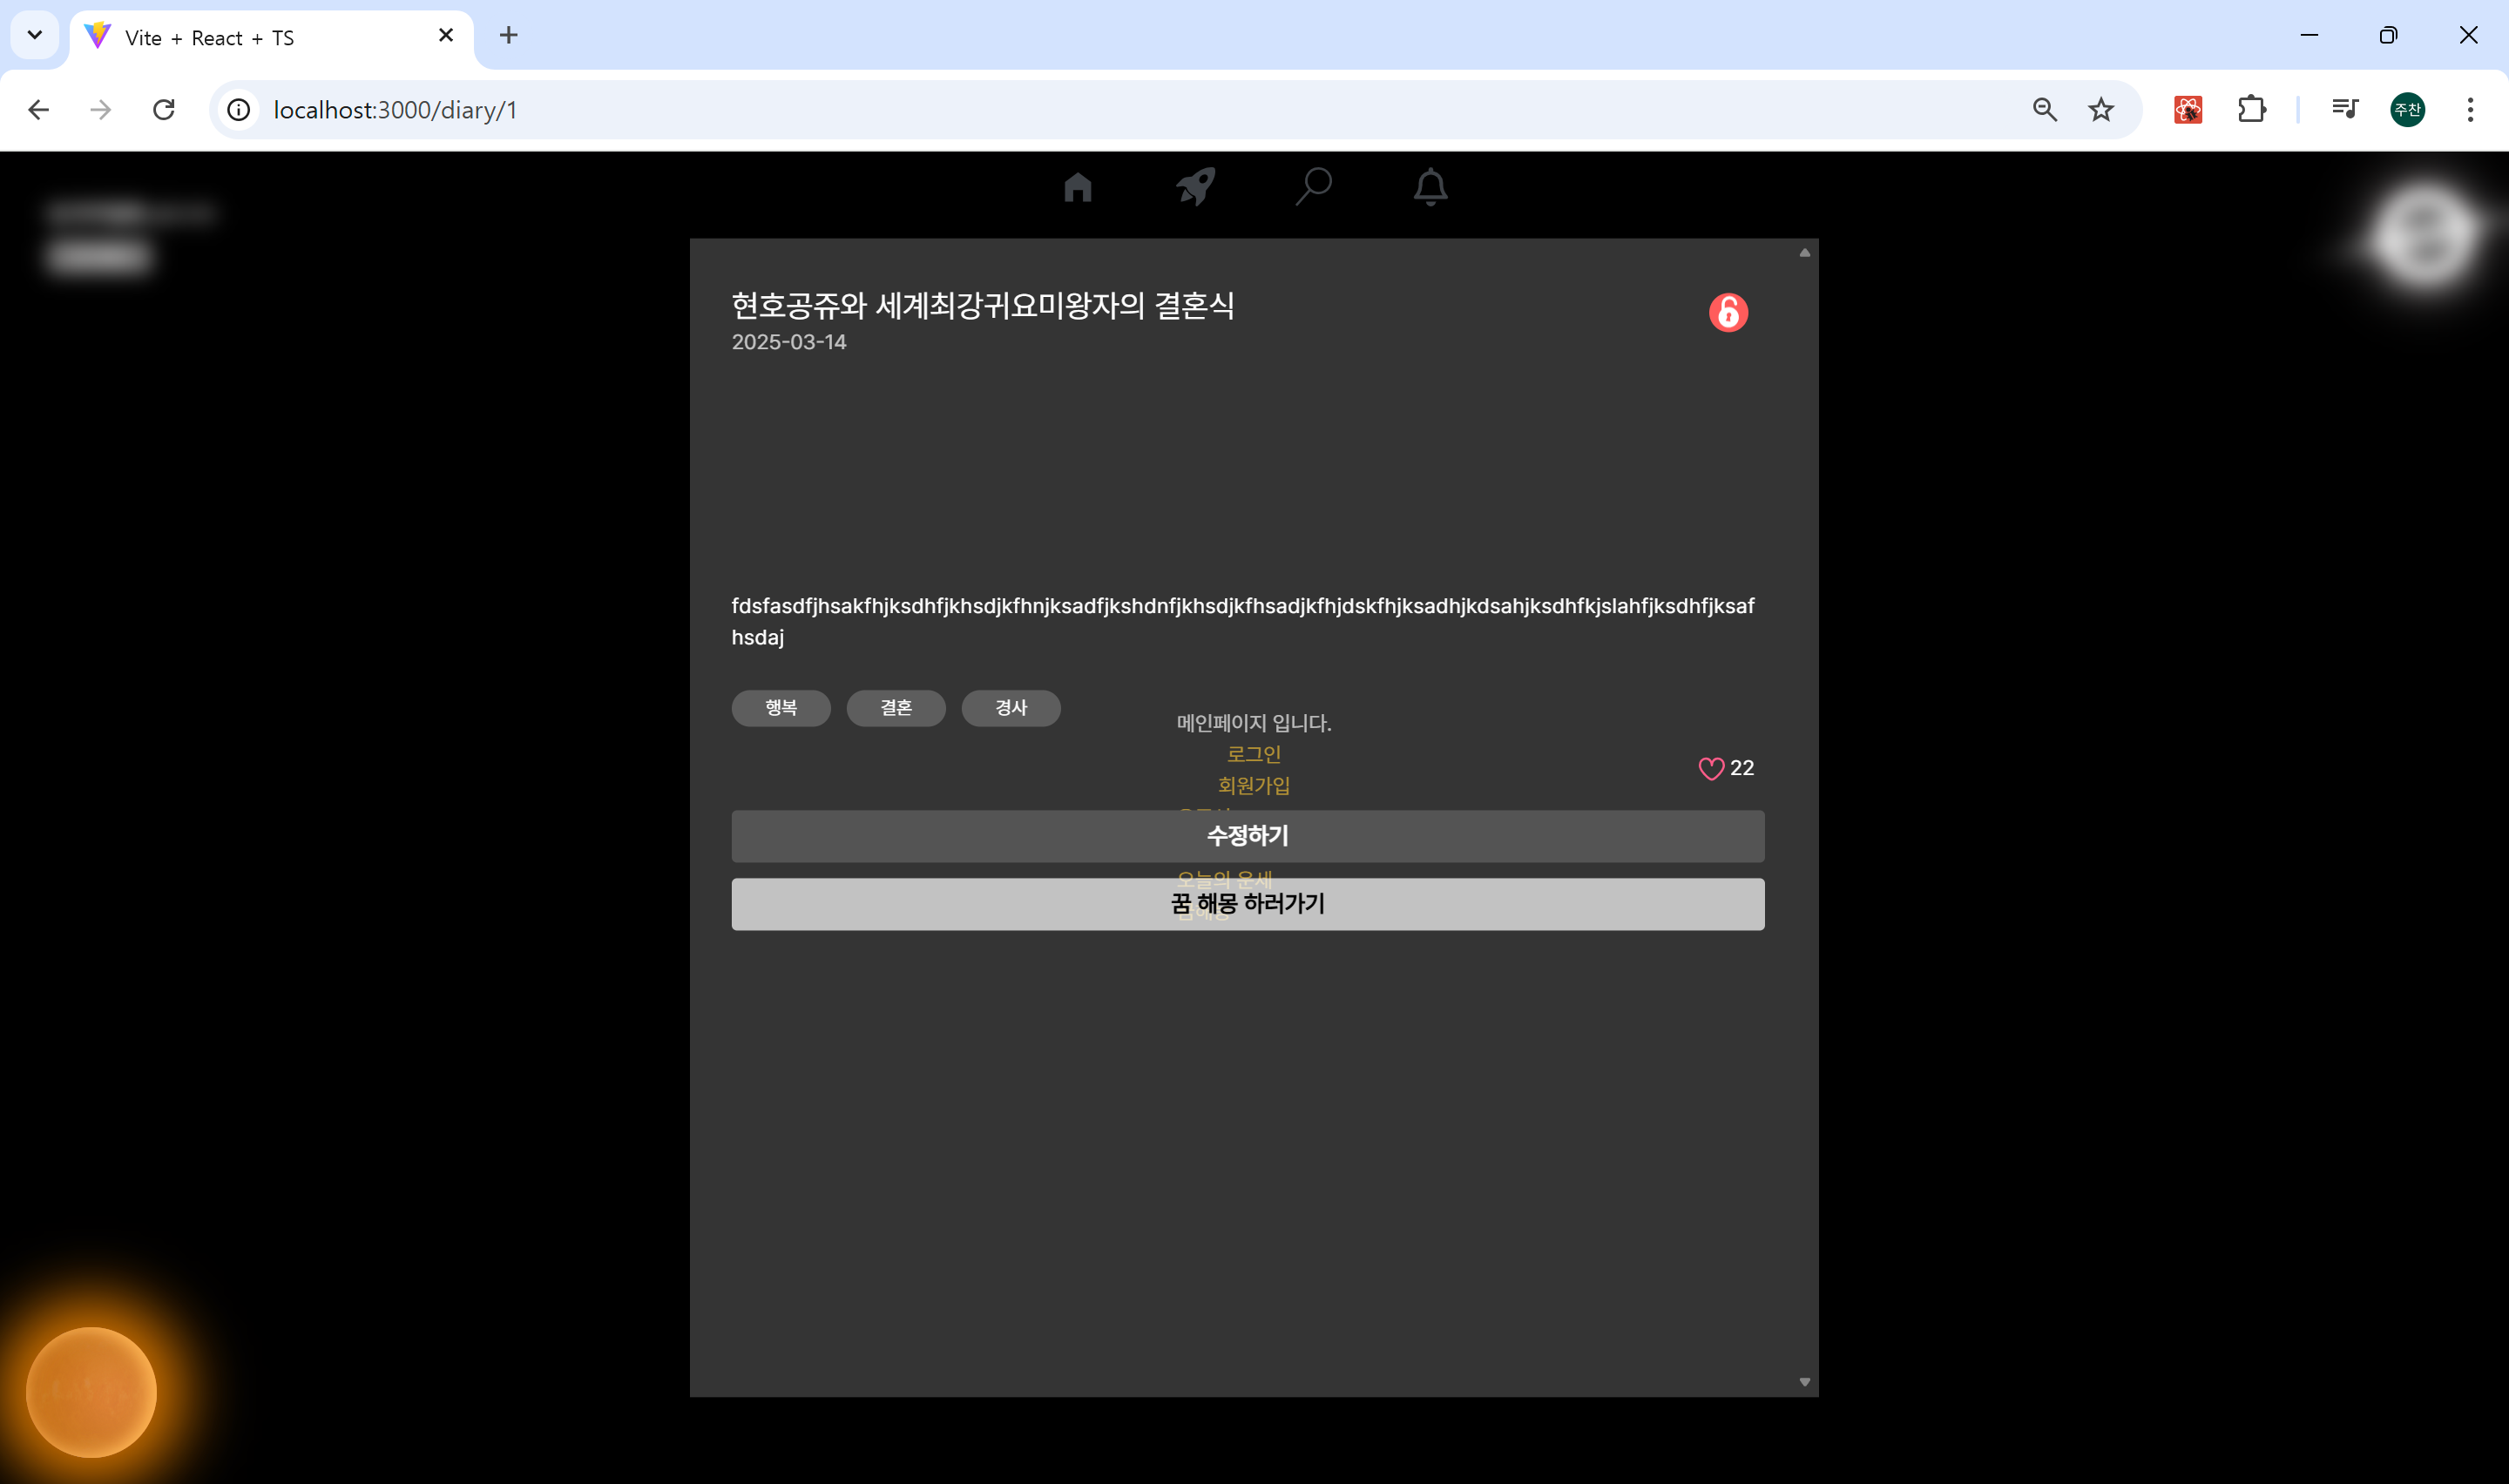 Vite + React + TS
localhost:3000/diary/1
주찬
현호공쥬와 세계최강귀요미왕자의 결혼식
2025-03-14
fdsfasdfjhsakfhjksdhfjkhsdjkfhnjksadfjkshdnfjkhsdjkfhsadjkfhjdskfhjksadhjkdsahjksdhfkjslahfjksdhfjksaf
hsdaj
행복 결혼 경사
메인페이지 입니다.
로그인
회원가입
22
수정하기
오늘의 운세
꿈 해몽 하러가기